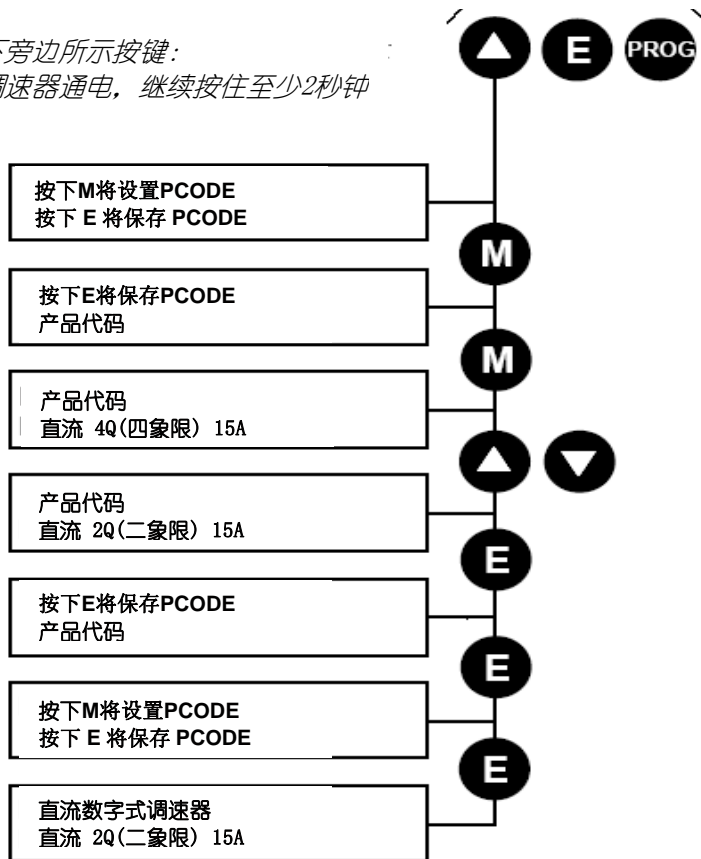 下旁边所示按键:
调速器通电，继续按住至少2秒钟
E PROG
按下M将设置PCODE
按下 E 将保存 PCODE
M
按下E将保存PCODE
产品代码
M
产品代码
直流 4Q(四象限) 15A
产品代码
直流 2Q(二象限) 15A
E
按下E将保存PCODE
产品代码
E
按下M将设置PCODE
按下 E 将保存 PCODE
E
直流数字式调速器
直流 2Q(二象限) 15A